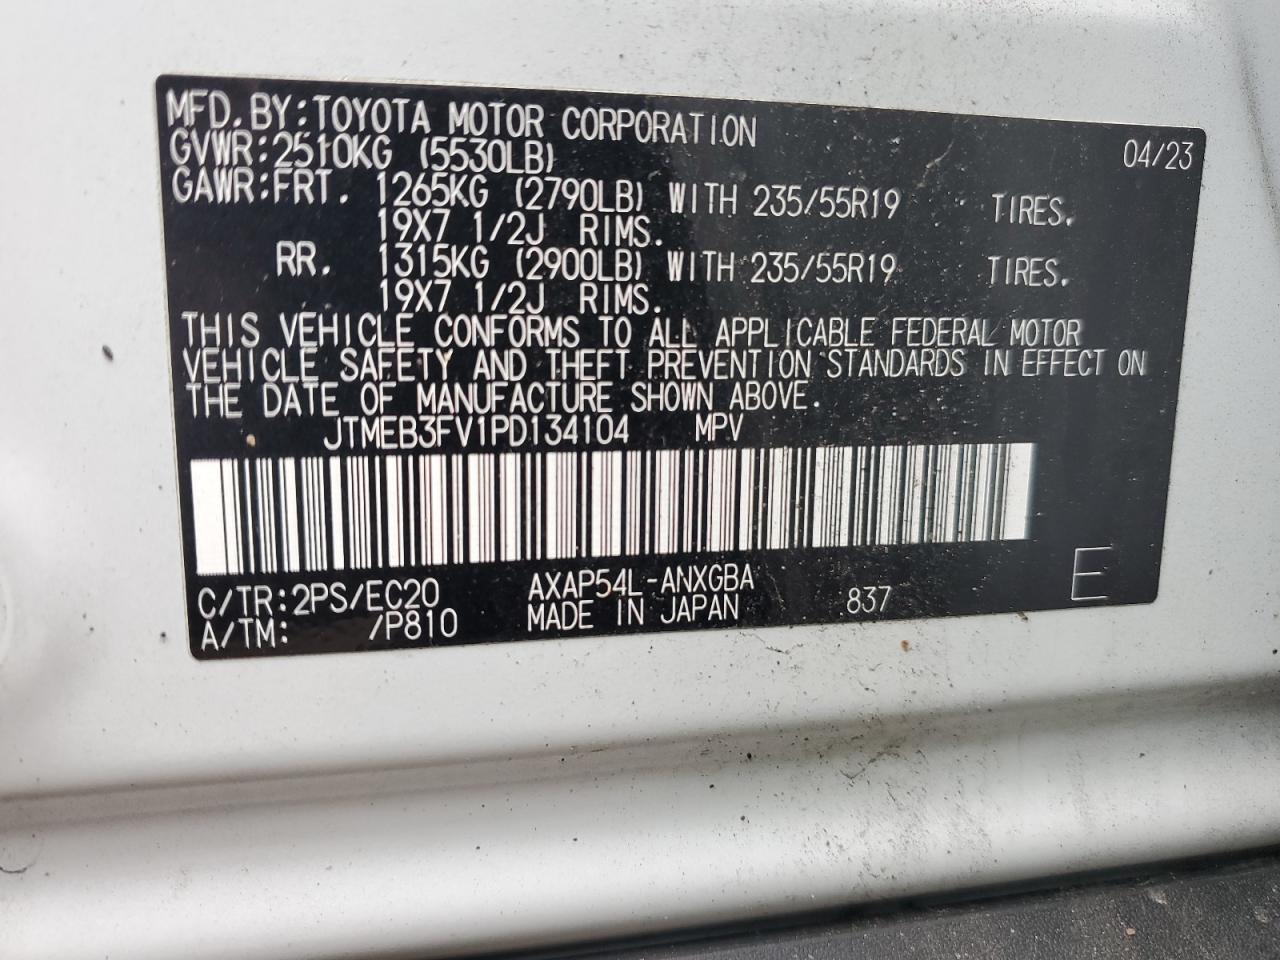 MFD. BY: TOYOTA MOTOR CORPORATION 04/23
GVWR: 2510KG (5530LB)
GAWR: FRT. 1265KG (2790LB) WITH 235/55R19 TIRES.
19X7 1/2J RIMS.
RR. 1315KG (2900LB) WITH 235/55R19 TIRES.
19X7 1/2J RIMS.
THIS VEHICLE CONFORMS TO ALL APPLICABLE FEDERAL MOTOR
VEHICLE SAFETY AND THEFT PREVENTION STANDARDS IN EFFECT ON
THE DATE OF MANUFACTURE SHOWN ABOVE.
JTMEB3FV1PD134104 MPV
C/TR: 2PS/EC20 AXAP54L-ANXGBA
A/TM: /P810 MADE IN JAPAN 837 E